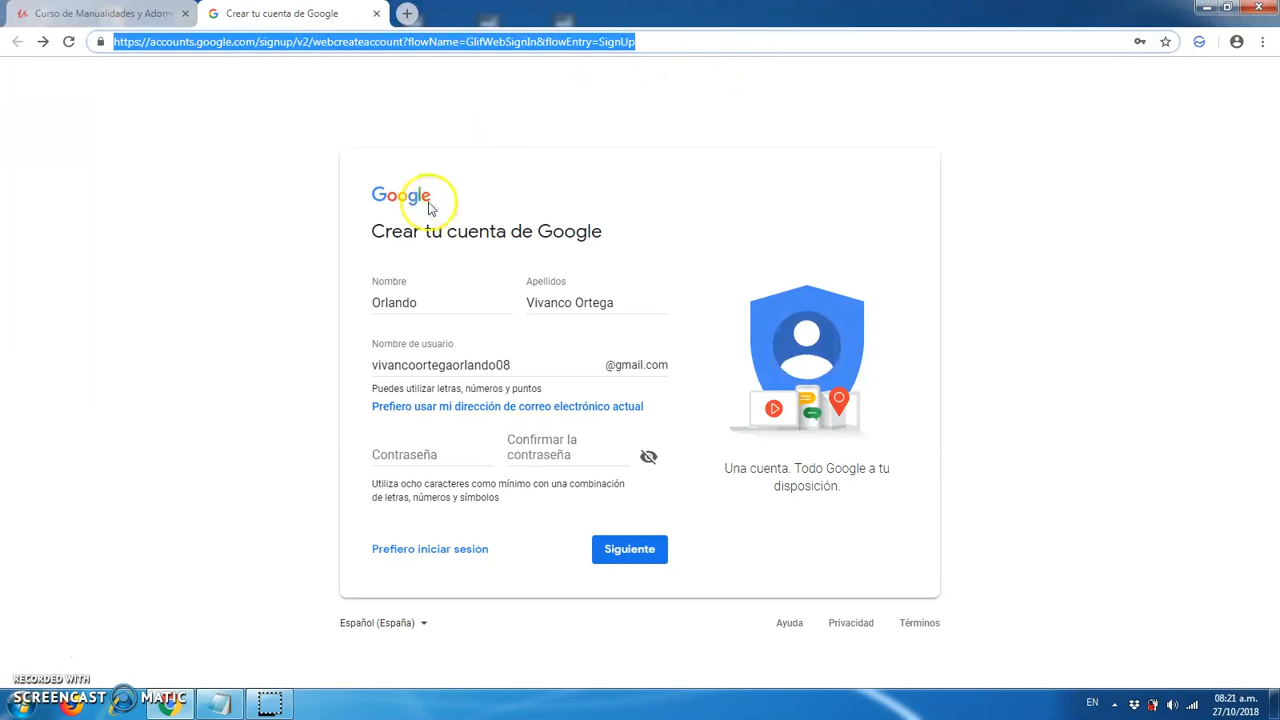 Curso de Manualidades y Adorn
Crear tu cuenta de Google
https://accounts.google.com/signup/v2/webcreateaccount?flowName=GlifWebSignIn&flowEntry=SignUp
Google
Crear tu cuenta de Google
Nombre
Apellidos
Orlando
Vivanco Ortega
Nombre de usuario
vivancoortegaorlando08
@gmail.com
Puedes utilizar letras, números y puntos
Prefiero usar mi dirección de correo electrónico actual
Contraseña
Confirmar la
contraseña
Utiliza ocho caracteres como mínimo con una combinación
de letras, números y símbolos
Una cuenta. Todo Google a tu
disposición.
Prefiero iniciar sesión
Siguiente
Español (España)
Ayuda
Privacidad
Términos
RECORDED WITH
SCREENCAST MATIC
EN
08:21 a.m.
27/10/2018